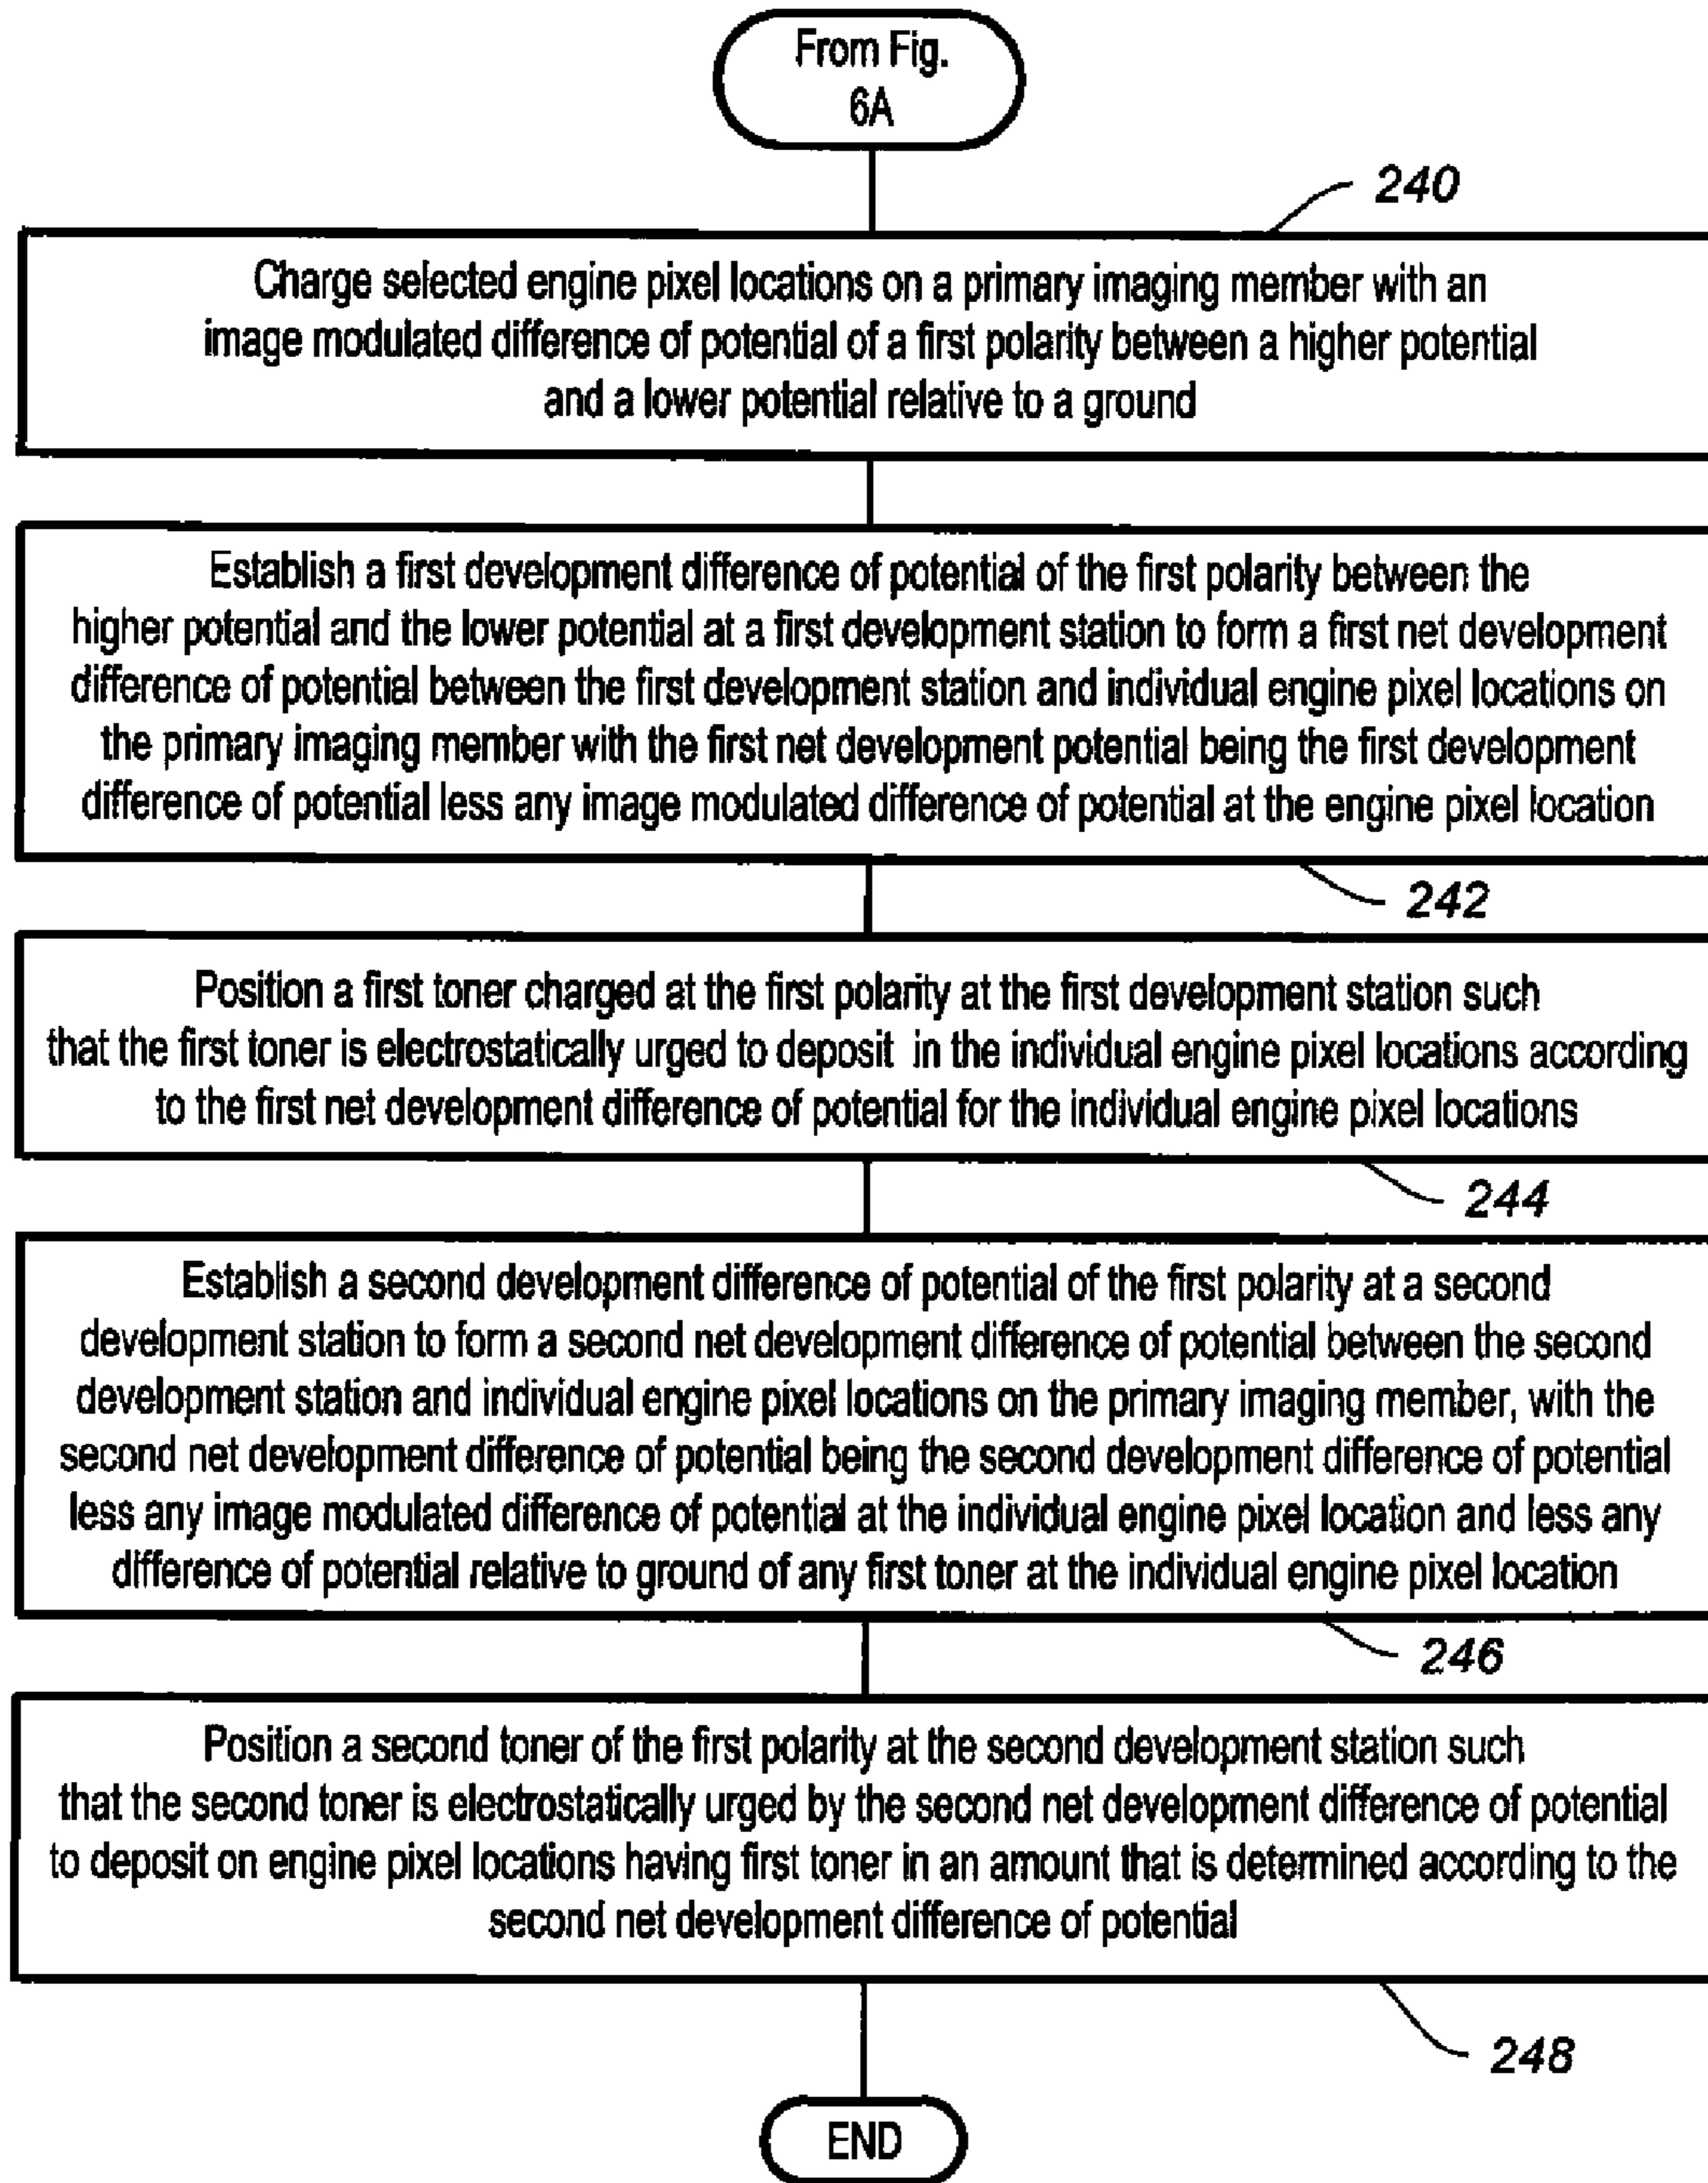 From Fig.
6A
240
Charge selected engine pixel locations on a primary imaging member with an
image modulated difference of potential of a first polarity between a higher potential
and a lower potential relative to a ground
Establish a first development difference of potential of the first polarity between the
higher potential and the lower potential at a first development station to form a first net development
difference of potential between the first development station and individual engine pixel locations on
the primary imaging member with the first net development potential being the first development
difference of potential less any image modulated difference of potential at the engine pixel location
242
Position a first toner charged at the first polarity at the first development station such
that the first toner is electrostatically urged to deposit in the individual engine pixel locations according
to the first net development difference of potential for the individual engine pixel locations
244
Establish a second development difference of potential of the first polarity at a second
development station to form a second net development difference of potential between the second
development station and individual engine pixel locations on the primary imaging member, with the
second net development difference of potential being the second development difference of potential
less any image modulated difference of potential at the individual engine pixel location and less any
difference of potential relative to ground of any first toner at the individual engine pixel location
246
Position a second toner of the first polarity at the second development station such
that the second toner is electrostatically urged by the second net development difference of potential
to deposit on engine pixel locations having first toner in an amount that is determined according to the
second net development difference of potential
248
END